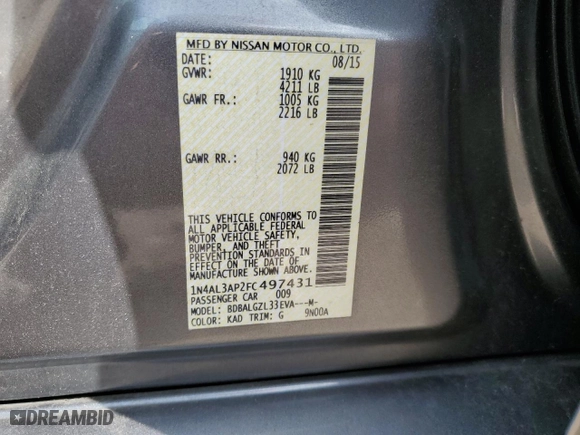 MFD BY NISSAN MOTOR CO., LTD.
DATE: 08/15
GVWR: 1910 KG
4211 LB
GAWR FR.: 1005 KG
2216 LB
GAWR RR.: 940 KG
2072 LB
THIS VEHICLE CONFORMS TO
ALL APPLICABLE FEDERAL
MOTOR VEHICLE SAFETY,
BUMPER, AND THEFT
PREVENTION STANDARDS IN
EFFECT ON THE DATE OF
MANUFACTURE SHOWN ABOVE.
1N4AL3AP2FC497431
PASSENGER CAR 009
MODEL: BDBALGZL33EVA---M-
COLOR: KAD TRIM: G 9N00A
DREAMBID